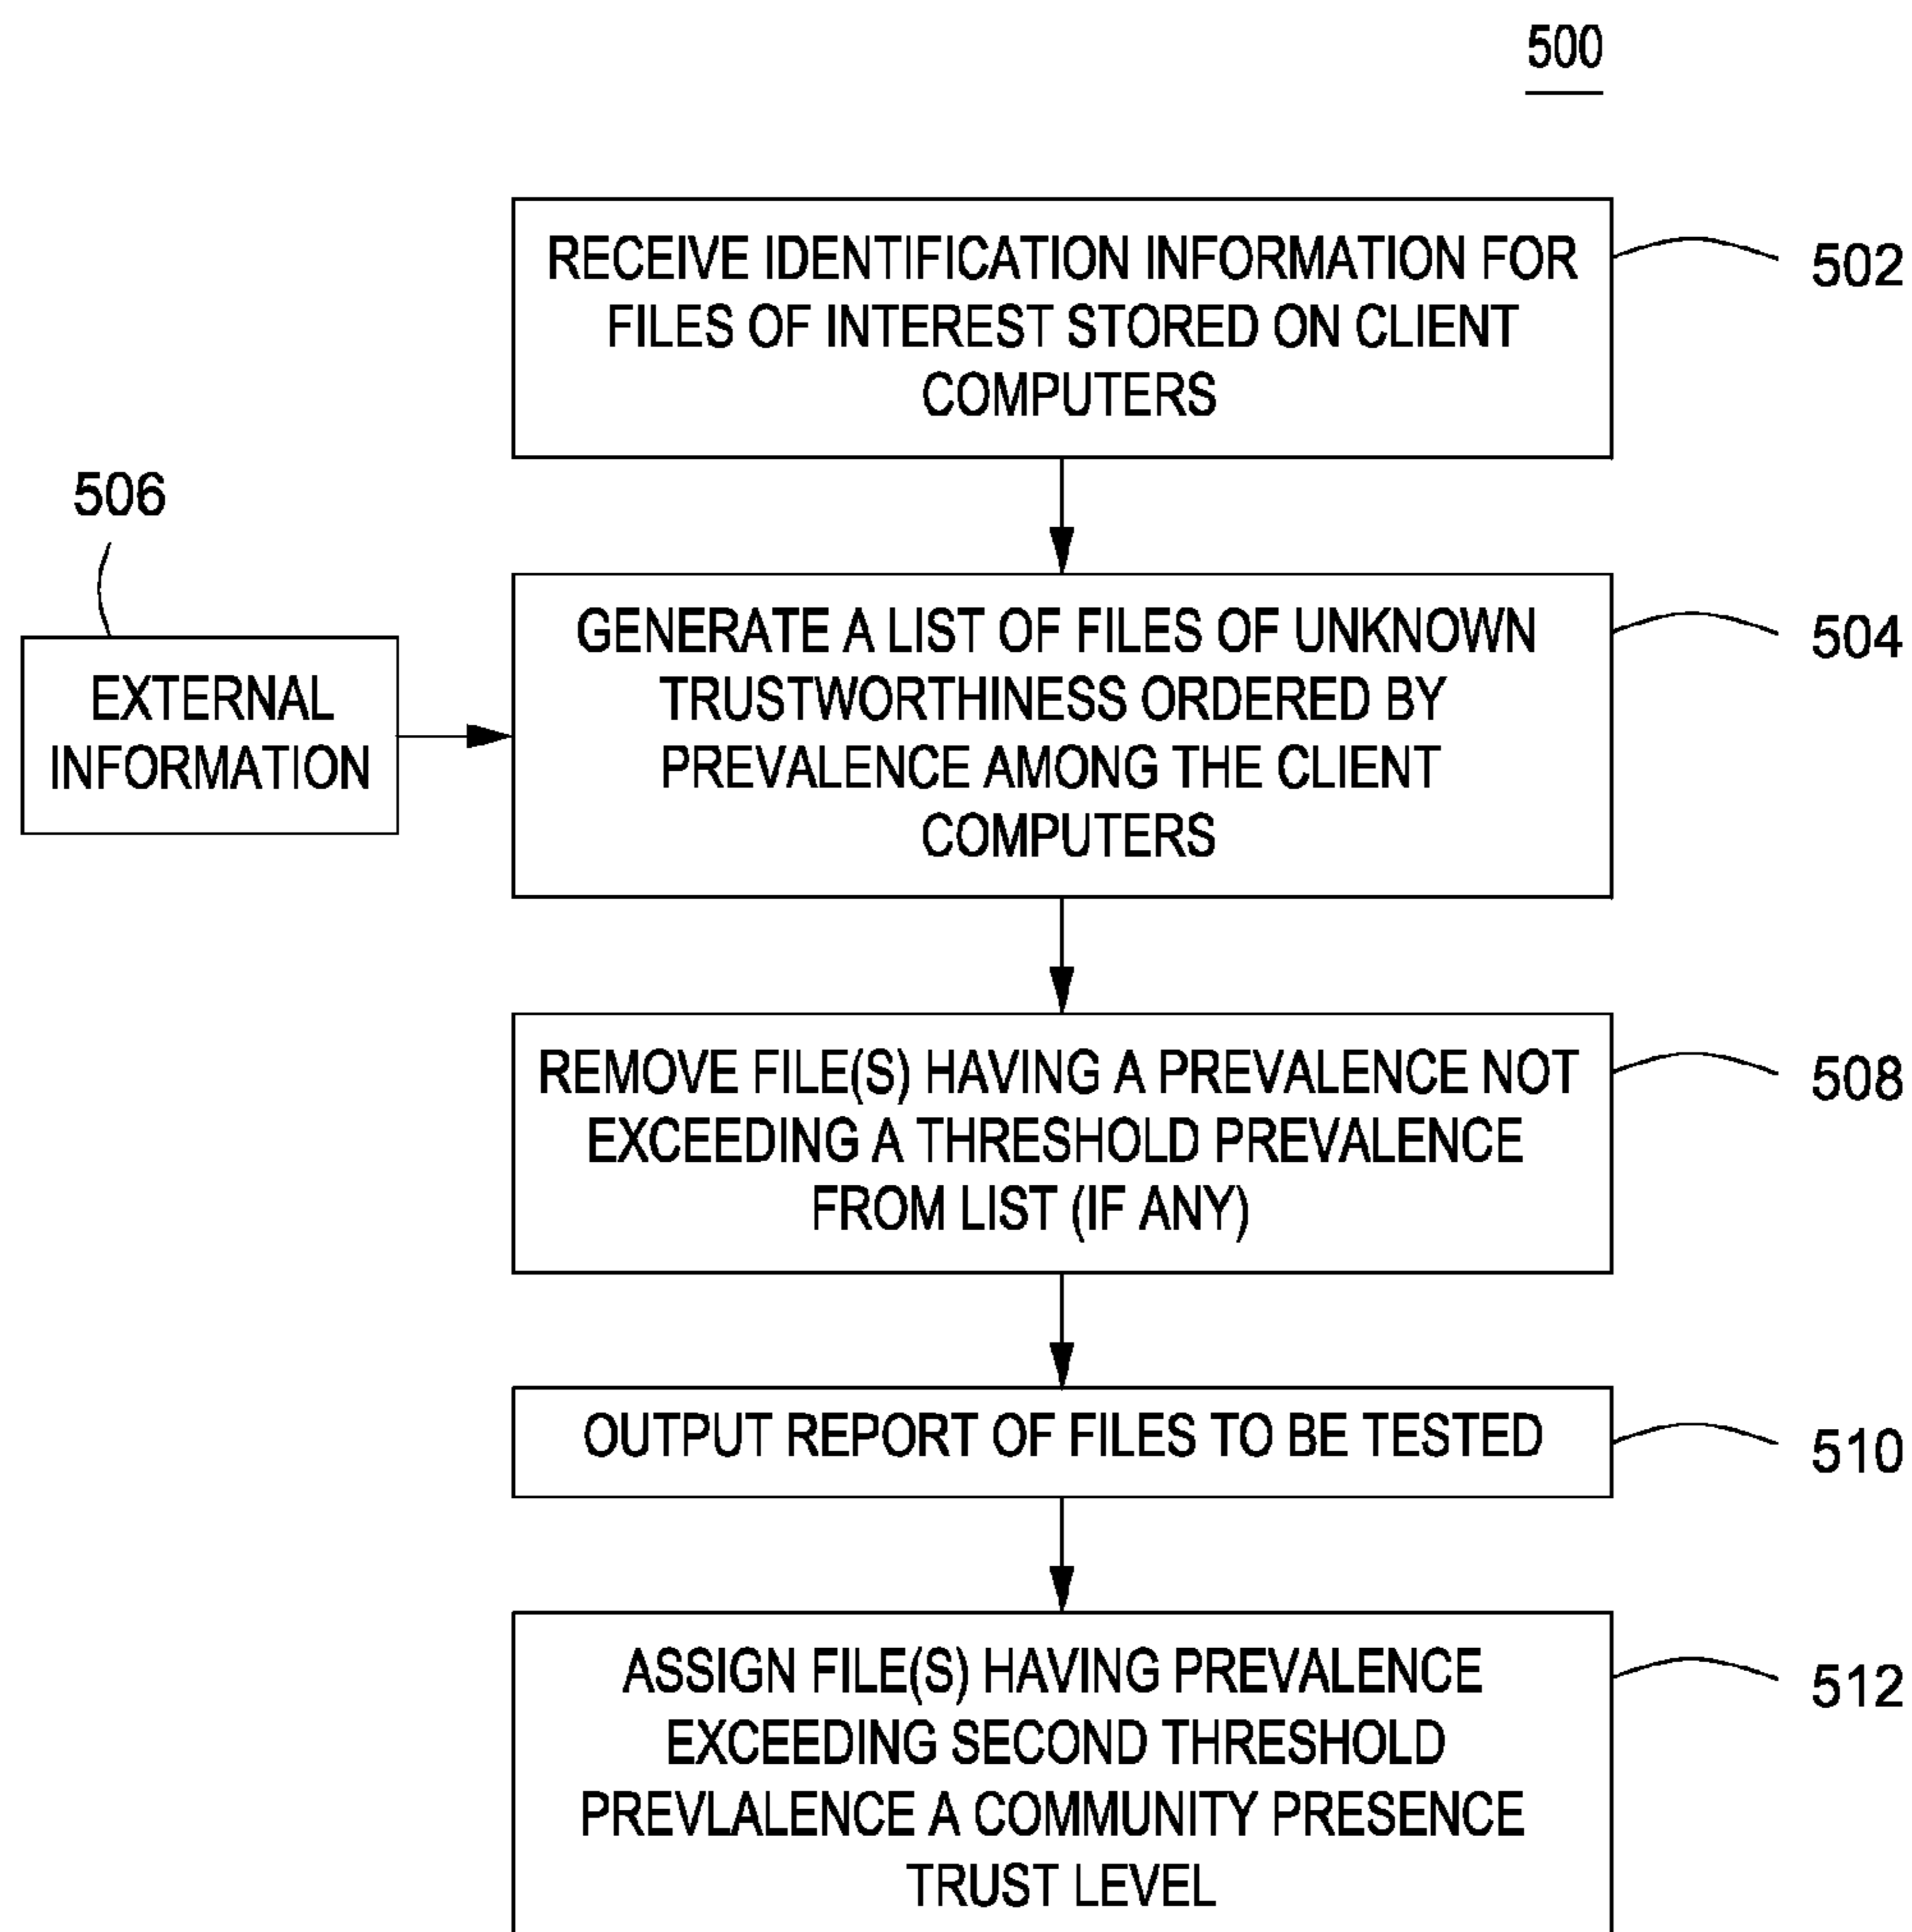 500
RECEIVE IDENTIFICATION INFORMATION FOR
FILES OF INTEREST STORED ON CLIENT
COMPUTERS
502
506
EXTERNAL
INFORMATION
GENERATE A LIST OF FILES OF UNKNOWN
TRUSTWORTHINESS ORDERED BY
PREVALENCE AMONG THE CLIENT
COMPUTERS
504
REMOVE FILE(S) HAVING A PREVALENCE NOT
EXCEEDING A THRESHOLD PREVALENCE
FROM LIST (IF ANY)
508
OUTPUT REPORT OF FILES TO BE TESTED
510
ASSIGN FILE(S) HAVING PREVALENCE
EXCEEDING SECOND THRESHOLD
PREVLALENCE A COMMUNITY PRESENCE
TRUST LEVEL
512